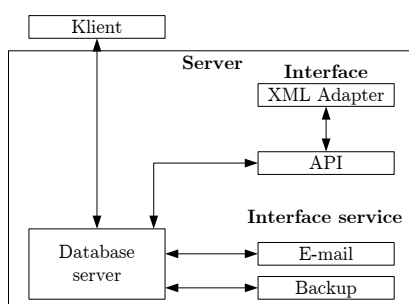 Klient
Server
Interface
XML Adapter
API
Interface service
Database
server
E-mail
Backup